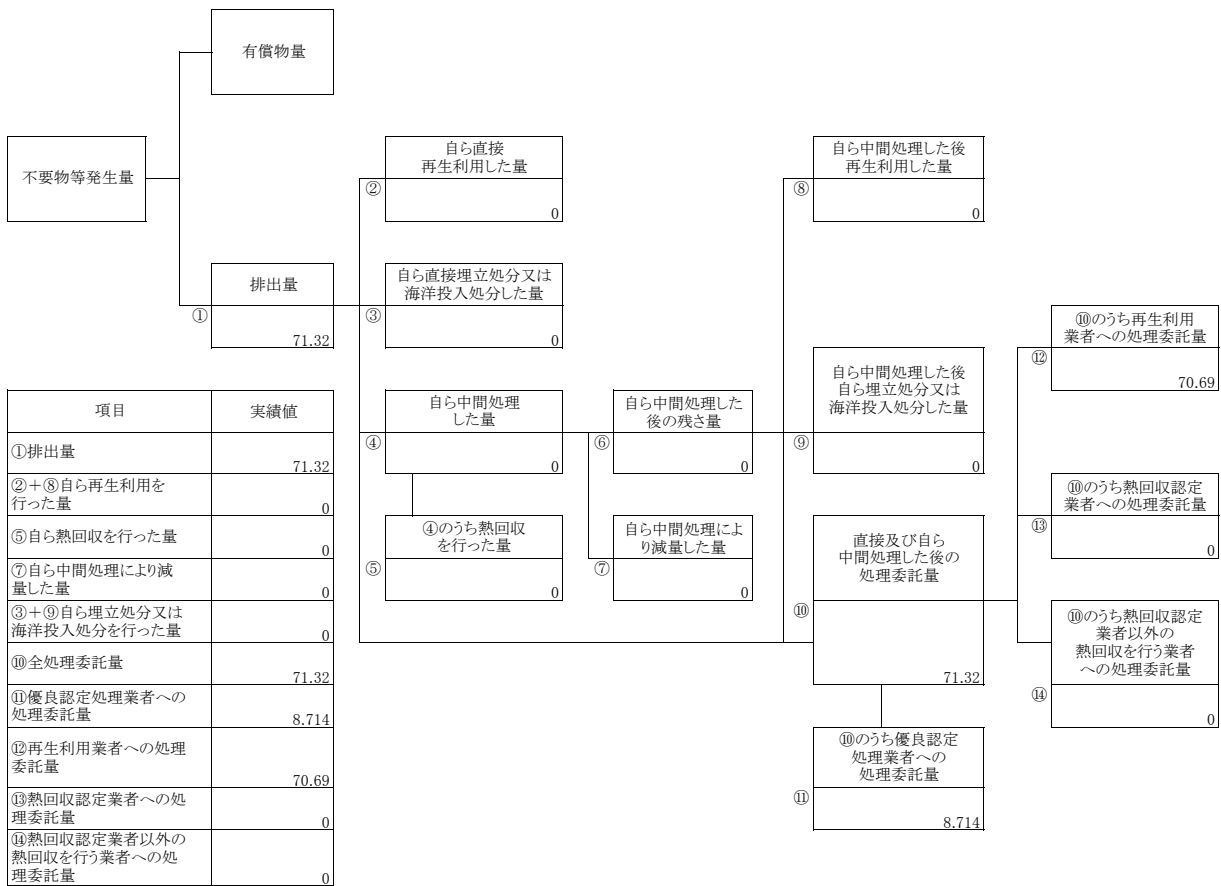 有償物量
不要物等発生量
自ら直接
再生利用した量
②
0
自ら中間処理した後
再生利用した量
⑧
0
排出量
①
71.32
自ら直接埋立処分又は
海洋投入処分した量
③
0
⑩のうち再生利用
業者への処理委託量
⑫
70.69
自ら中間処理
した量
④
0
自ら中間処理した
後の残さ量
⑥
0
自ら中間処理した後
自ら埋立処分又は
海洋投入処分した量
⑨
0
④のうち熱回収
を行った量
⑤
0
自ら中間処理によ
り減量した量
⑦
0
直接及び自ら
中間処理した後の
処理委託量
⑩
71.32
⑩のうち熱回収認定
業者への処理委託量
⑬
0
⑩のうち熱回収認定
業者以外の
熱回収を行う業者
への処理委託量
⑭
0
⑩のうち優良認定
処理業者への
処理委託量
⑪
8.714
項目 実績値
①排出量
71.32
②＋⑧自ら再生利用を
行った量
0
⑤自ら熱回収を行った量
0
⑦自ら中間処理により減
量した量
0
③＋⑨自ら埋立処分又は
海洋投入処分を行った量
0
⑩全処理委託量
71.32
⑪優良認定処理業者への
処理委託量
8.714
⑫再生利用業者への処理
委託量
70.69
⑬熱回収認定業者への処
理委託量
0
⑭熱回収認定業者以外の
熱回収を行う業者への処
理委託量
0